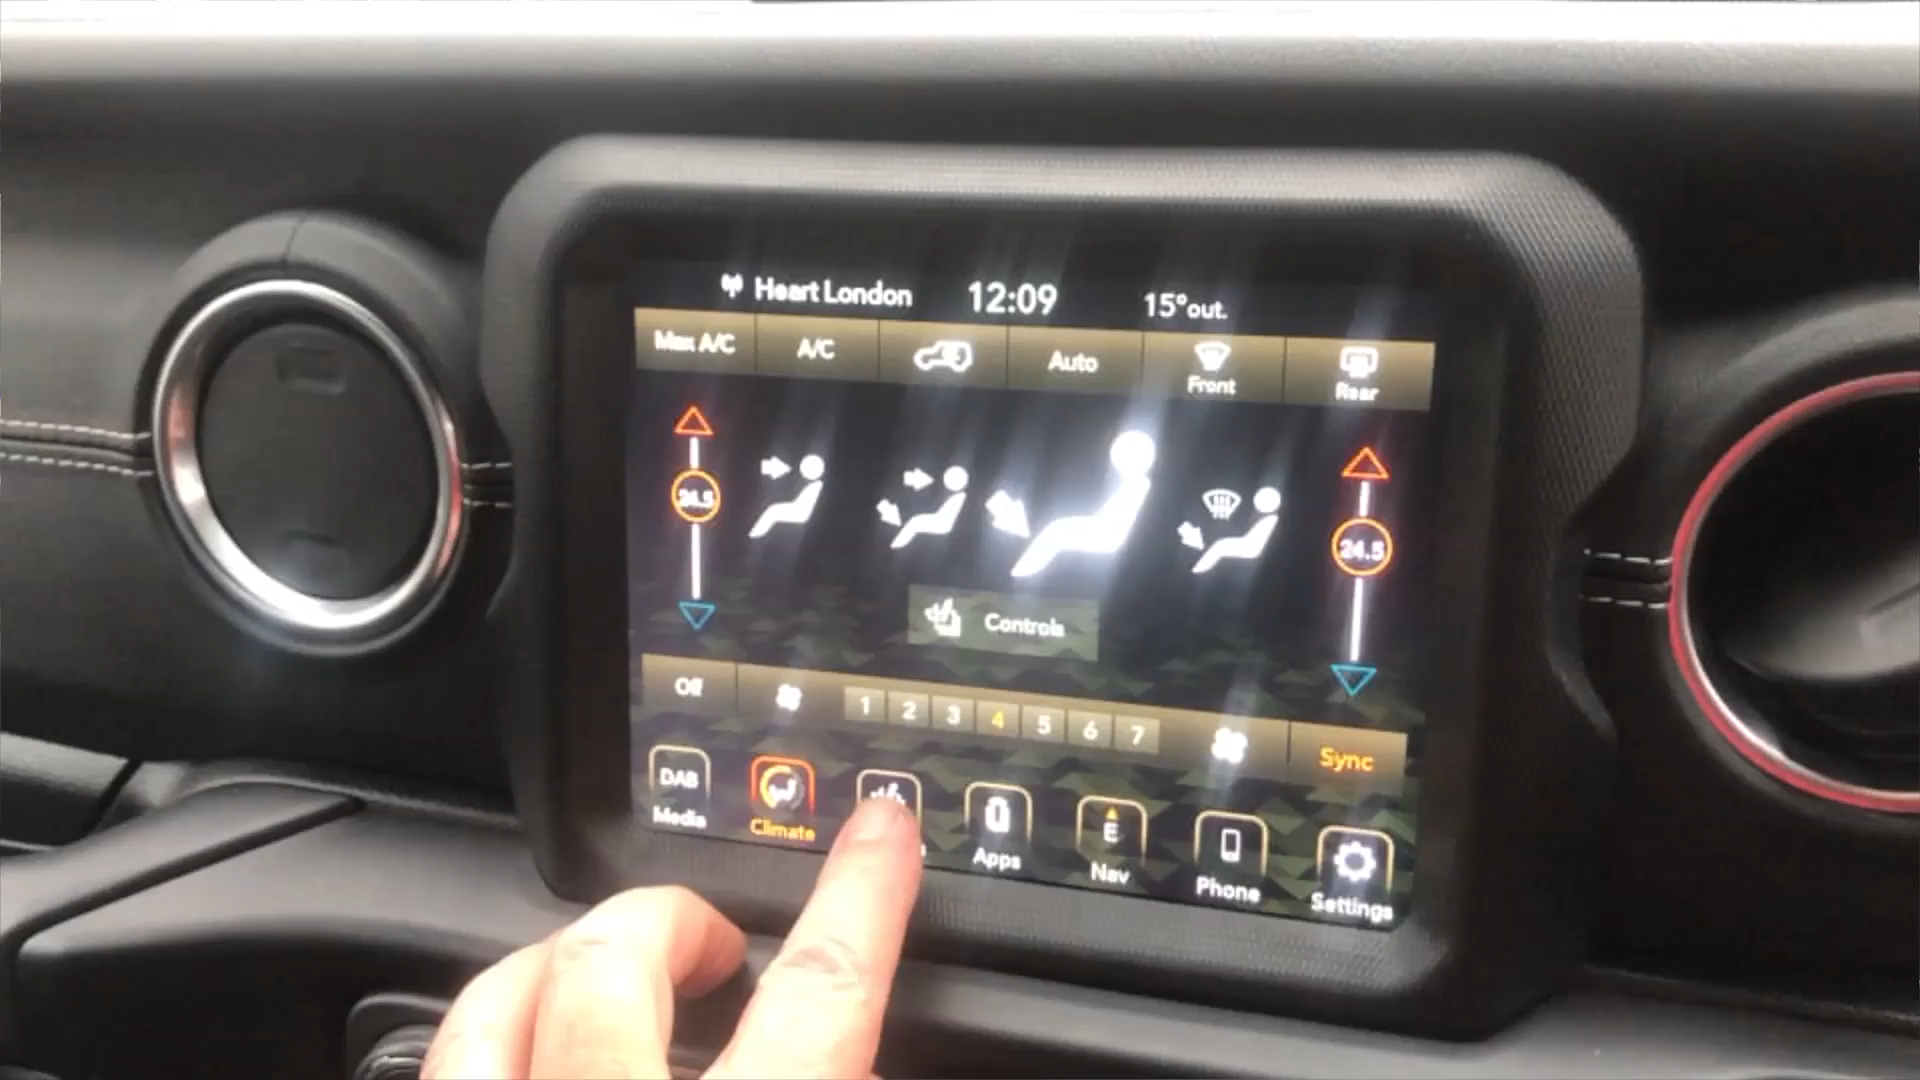 Heart London 12:09 15°out.
Max A/C A/C Auto Front Rear
24.5 24.5
Controls
Off 1 2 3 4 5 6 7 Sync
DAB E
Media Climate Apps Nav Phone Settings